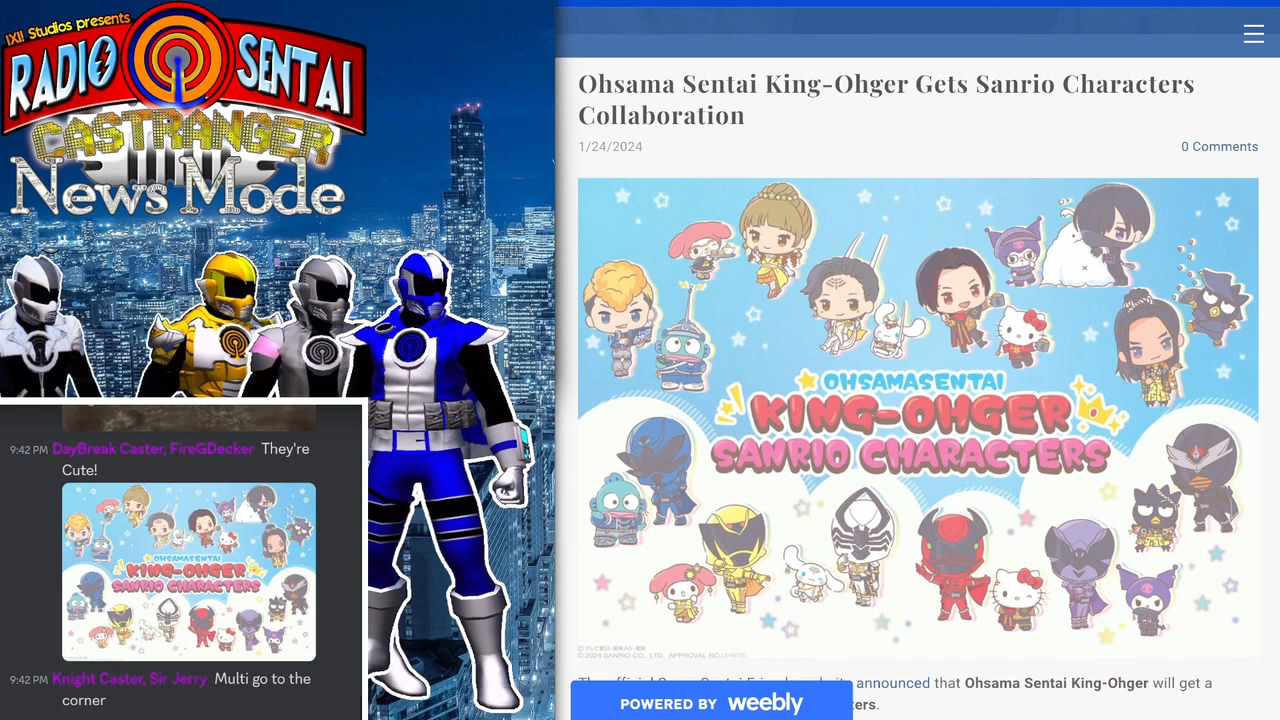 IXII Studios presents
RADIO SENTAI
CASTRANGER
News Mode
9:42 PM DayBreak Caster, FireGDecker They're
Cute!
OHSAMASENTAI
KING-OHGER
SANRIO CHARACTERS
9:42 PM Knight Caster, Sir Jerry Multi go to the
corner
Ohsama Sentai King-Ohger Gets Sanrio Characters
Collaboration
1/24/2024
0 Comments
OHSAMASENTAI
KING-OHGER
SANRIO CHARACTERS
announced that Ohsama Sentai King-Ohger will get a
POWERED BY weebly